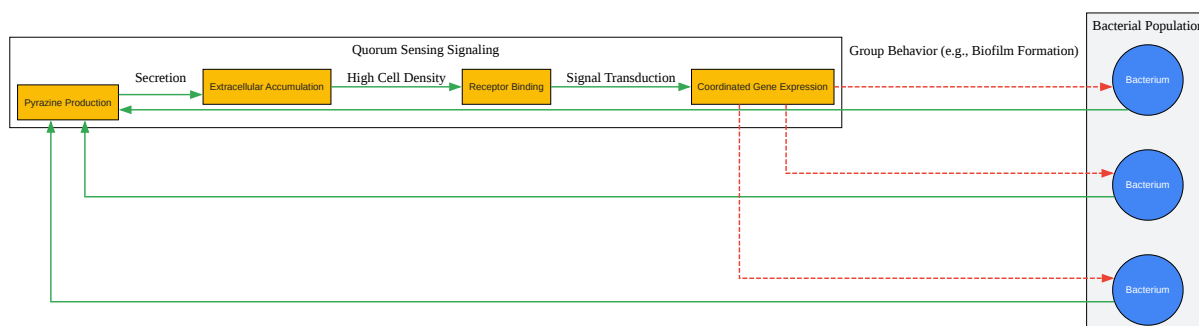 Bacterial Population
Quorum Sensing Signaling
Group Behavior (e.g., Biofilm Formation)
Secretion
High Cell Density
Signal Transduction
Pyrazine Production
Extracellular Accumulation
Receptor Binding
Coordinated Gene Expression
Bacterium
Bacterium
Bacterium